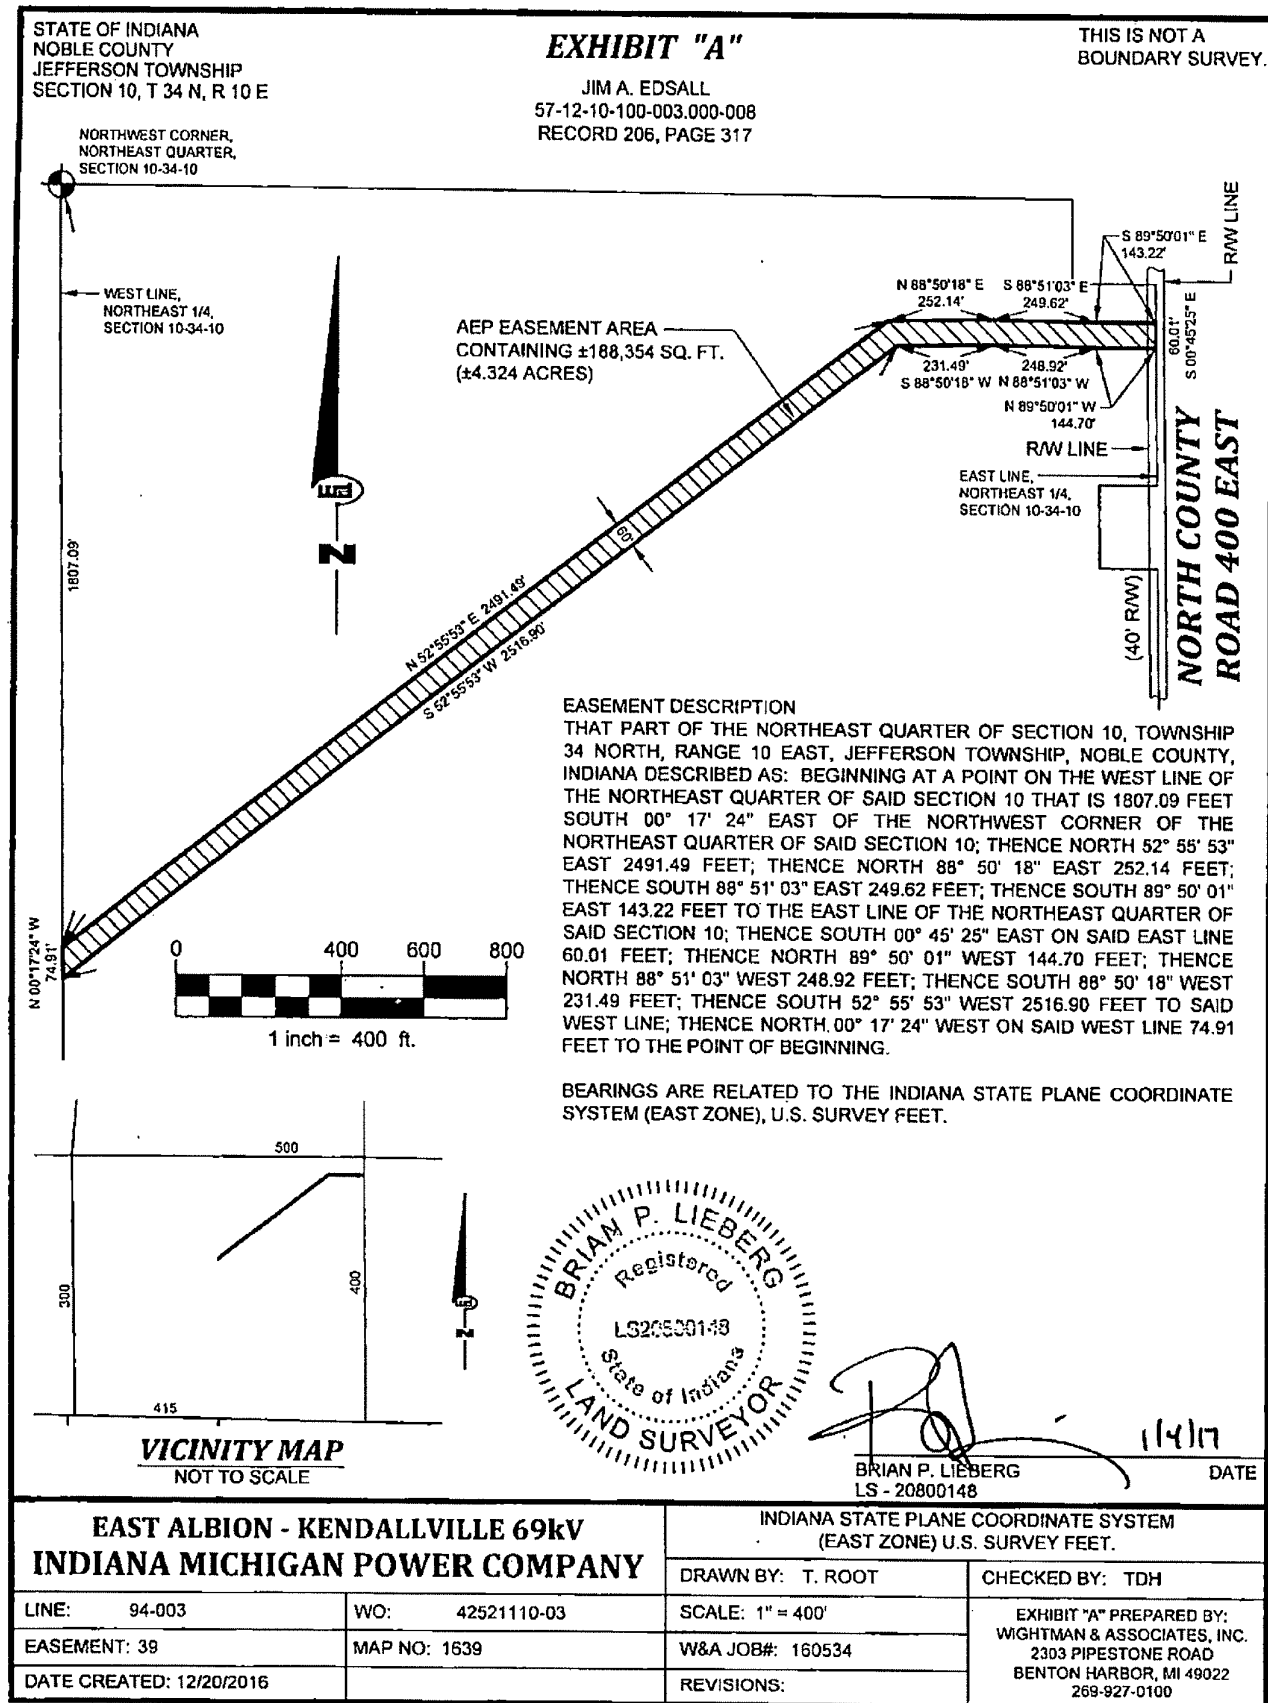 STATE OF INDIANA
NOBLE COUNTY
JEFFERSON TOWNSHIP
SECTION 10, T 34 N, R 10 E
EXHIBIT "A"
JIM A. EDSALL
57-12-10-100-003.000-008
RECORD 206, PAGE 317
THIS IS NOT A
BOUNDARY SURVEY.
NORTHWEST CORNER,
NORTHEAST QUARTER,
SECTION 10-34-10
WEST LINE,
NORTHEAST 1/4,
SECTION 10-34-10
1807.09'
N
AEP EASEMENT AREA
CONTAINING ±188,354 SQ. FT.
(±4.324 ACRES)
N 88°50'18" E
252.14'
S 88°51'03" E
249.62'
S 89°50'01" E
143.22'
R/W LINE
60.01'
S 00°45'25" E
231.49'
S 88°50'18" W
248.92'
N 88°51'03" W
N 89°50'01" W
144.70'
R/W LINE
EAST LINE,
NORTHEAST 1/4,
SECTION 10-34-10
(40' R/W)
NORTH COUNTY
ROAD 400 EAST
60'
N 52°55'53" E 2491.49'
S 52°55'53" W 2516.90'
N 00°17'24" W
74.91'
EASEMENT DESCRIPTION
THAT PART OF THE NORTHEAST QUARTER OF SECTION 10, TOWNSHIP
34 NORTH, RANGE 10 EAST, JEFFERSON TOWNSHIP, NOBLE COUNTY,
INDIANA DESCRIBED AS: BEGINNING AT A POINT ON THE WEST LINE OF
THE NORTHEAST QUARTER OF SAID SECTION 10 THAT IS 1807.09 FEET
SOUTH 00° 17' 24" EAST OF THE NORTHWEST CORNER OF THE
NORTHEAST QUARTER OF SAID SECTION 10; THENCE NORTH 52° 55' 53"
EAST 2491.49 FEET; THENCE NORTH 88° 50' 18" EAST 252.14 FEET;
THENCE SOUTH 88° 51' 03" EAST 249.62 FEET; THENCE SOUTH 89° 50' 01"
EAST 143.22 FEET TO THE EAST LINE OF THE NORTHEAST QUARTER OF
SAID SECTION 10; THENCE SOUTH 00° 45' 25" EAST ON SAID EAST LINE
60.01 FEET; THENCE NORTH 89° 50' 01" WEST 144.70 FEET; THENCE
NORTH 88° 51' 03" WEST 248.92 FEET; THENCE SOUTH 88° 50' 18" WEST
231.49 FEET; THENCE SOUTH 52° 55' 53" WEST 2516.90 FEET TO SAID
WEST LINE; THENCE NORTH 00° 17' 24" WEST ON SAID WEST LINE 74.91
FEET TO THE POINT OF BEGINNING.
BEARINGS ARE RELATED TO THE INDIANA STATE PLANE COORDINATE
SYSTEM (EAST ZONE), U.S. SURVEY FEET.
0 400 600 800
1 inch = 400 ft.
500
300
400
415
N
VICINITY MAP
NOT TO SCALE
BRIAN P. LIEBERG
Registered
LS20800148
State of Indiana
LAND SURVEYOR
1/4/17
BRIAN P. LIEBERG
LS - 20800148
DATE
EAST ALBION - KENDALLVILLE 69kV
INDIANA MICHIGAN POWER COMPANY
INDIANA STATE PLANE COORDINATE SYSTEM
(EAST ZONE) U.S. SURVEY FEET.
DRAWN BY: T. ROOT
CHECKED BY: TDH
LINE: 94-003
WO: 42521110-03
SCALE: 1" = 400'
EASEMENT: 39
MAP NO: 1639
W&A JOB#: 160534
DATE CREATED: 12/20/2016
REVISIONS:
EXHIBIT "A" PREPARED BY:
WIGHTMAN & ASSOCIATES, INC.
2303 PIPESTONE ROAD
BENTON HARBOR, MI 49022
269-927-0100